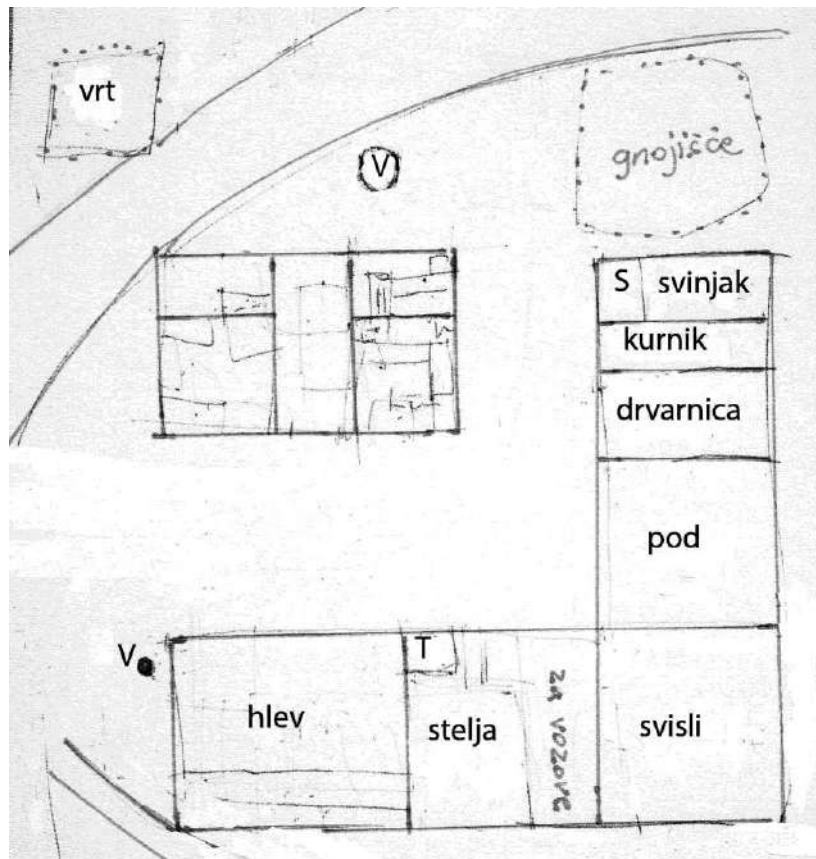 vrt
V
gnojišče
S svinjak
kurnik
drvarnica
pod
V
T
hlev
stelja
za vozove
svisli